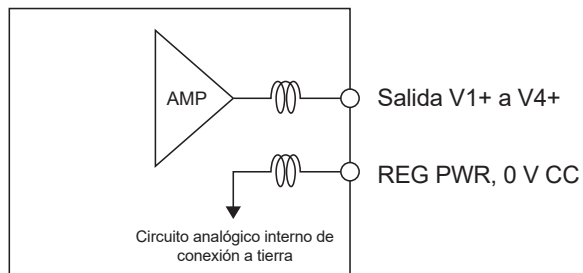 AMP
Salida V1+ a V4+
REG PWR, 0 V CC
Circuito analógico interno de
conexión a tierra